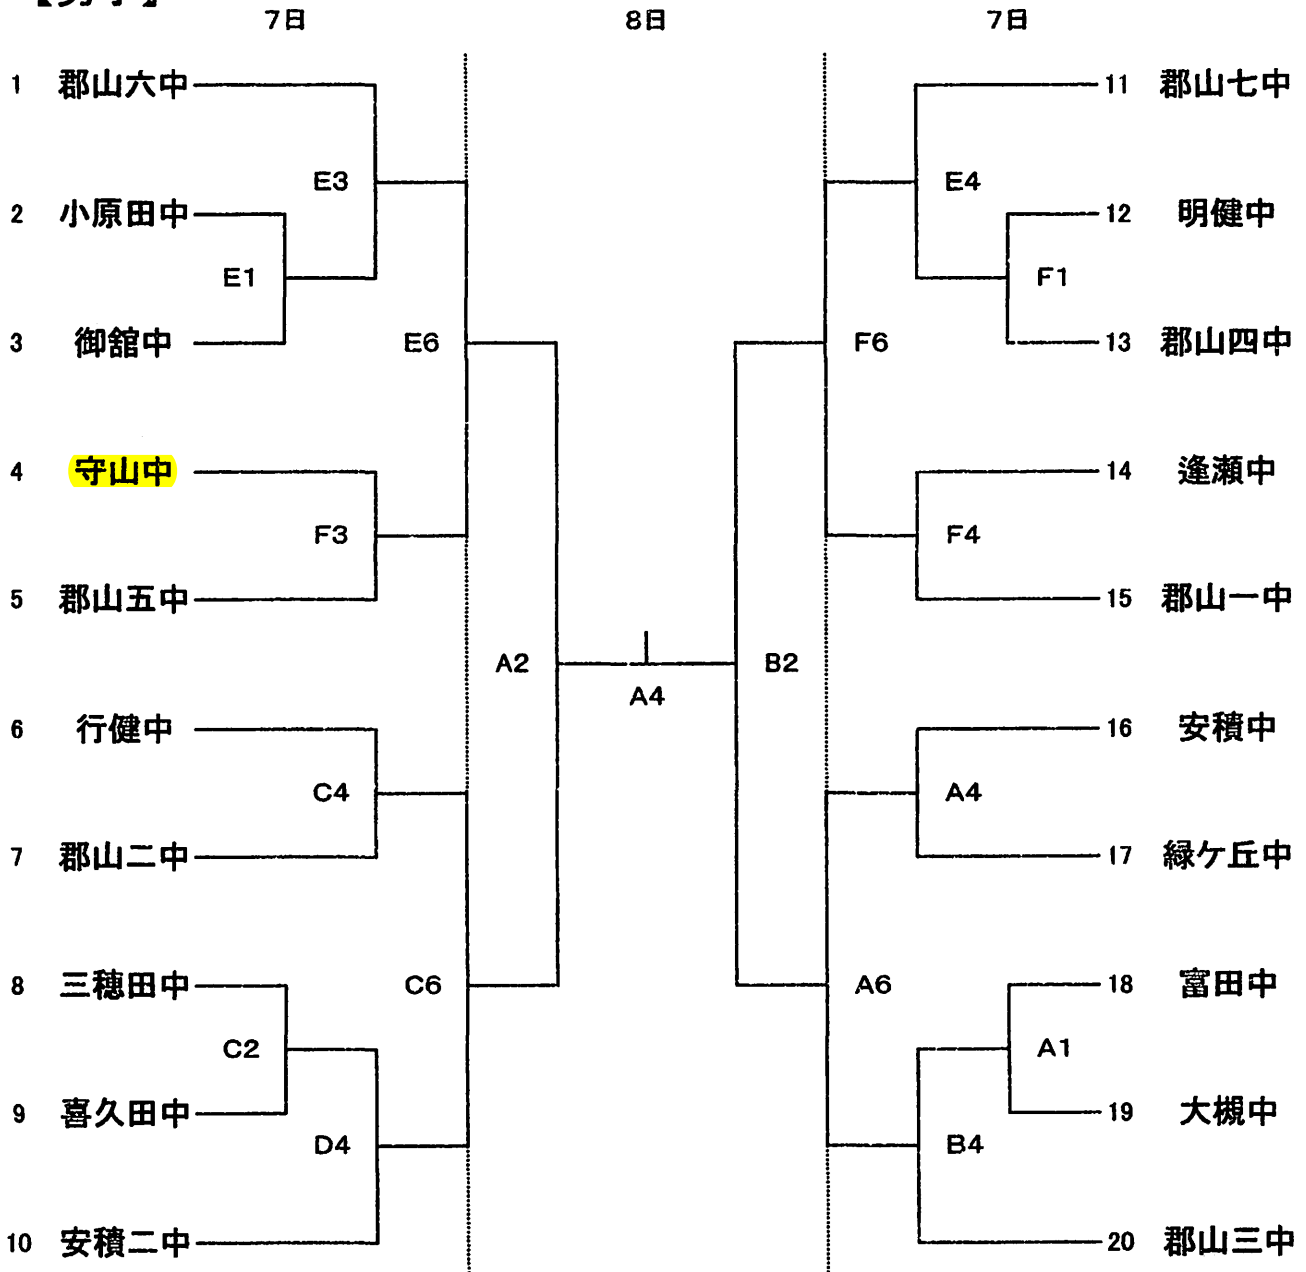 7日 8日 7日
1 郡山六中
11 郡山七中
E3
E4
2 小原田中
12 明健中
E1
F1
3 御舘中
E6
F6
13 郡山四中
4 守山中
14 逢瀬中
F3
F4
5 郡山五中
15 郡山一中
A2
B2
A4
6 行健中
16 安積中
C4
A4
7 郡山二中
17 緑ケ丘中
8 三穂田中
C6
A6
18 富田中
C2
A1
9 喜久田中
19 大槻中
D4
B4
10 安積二中
20 郡山三中